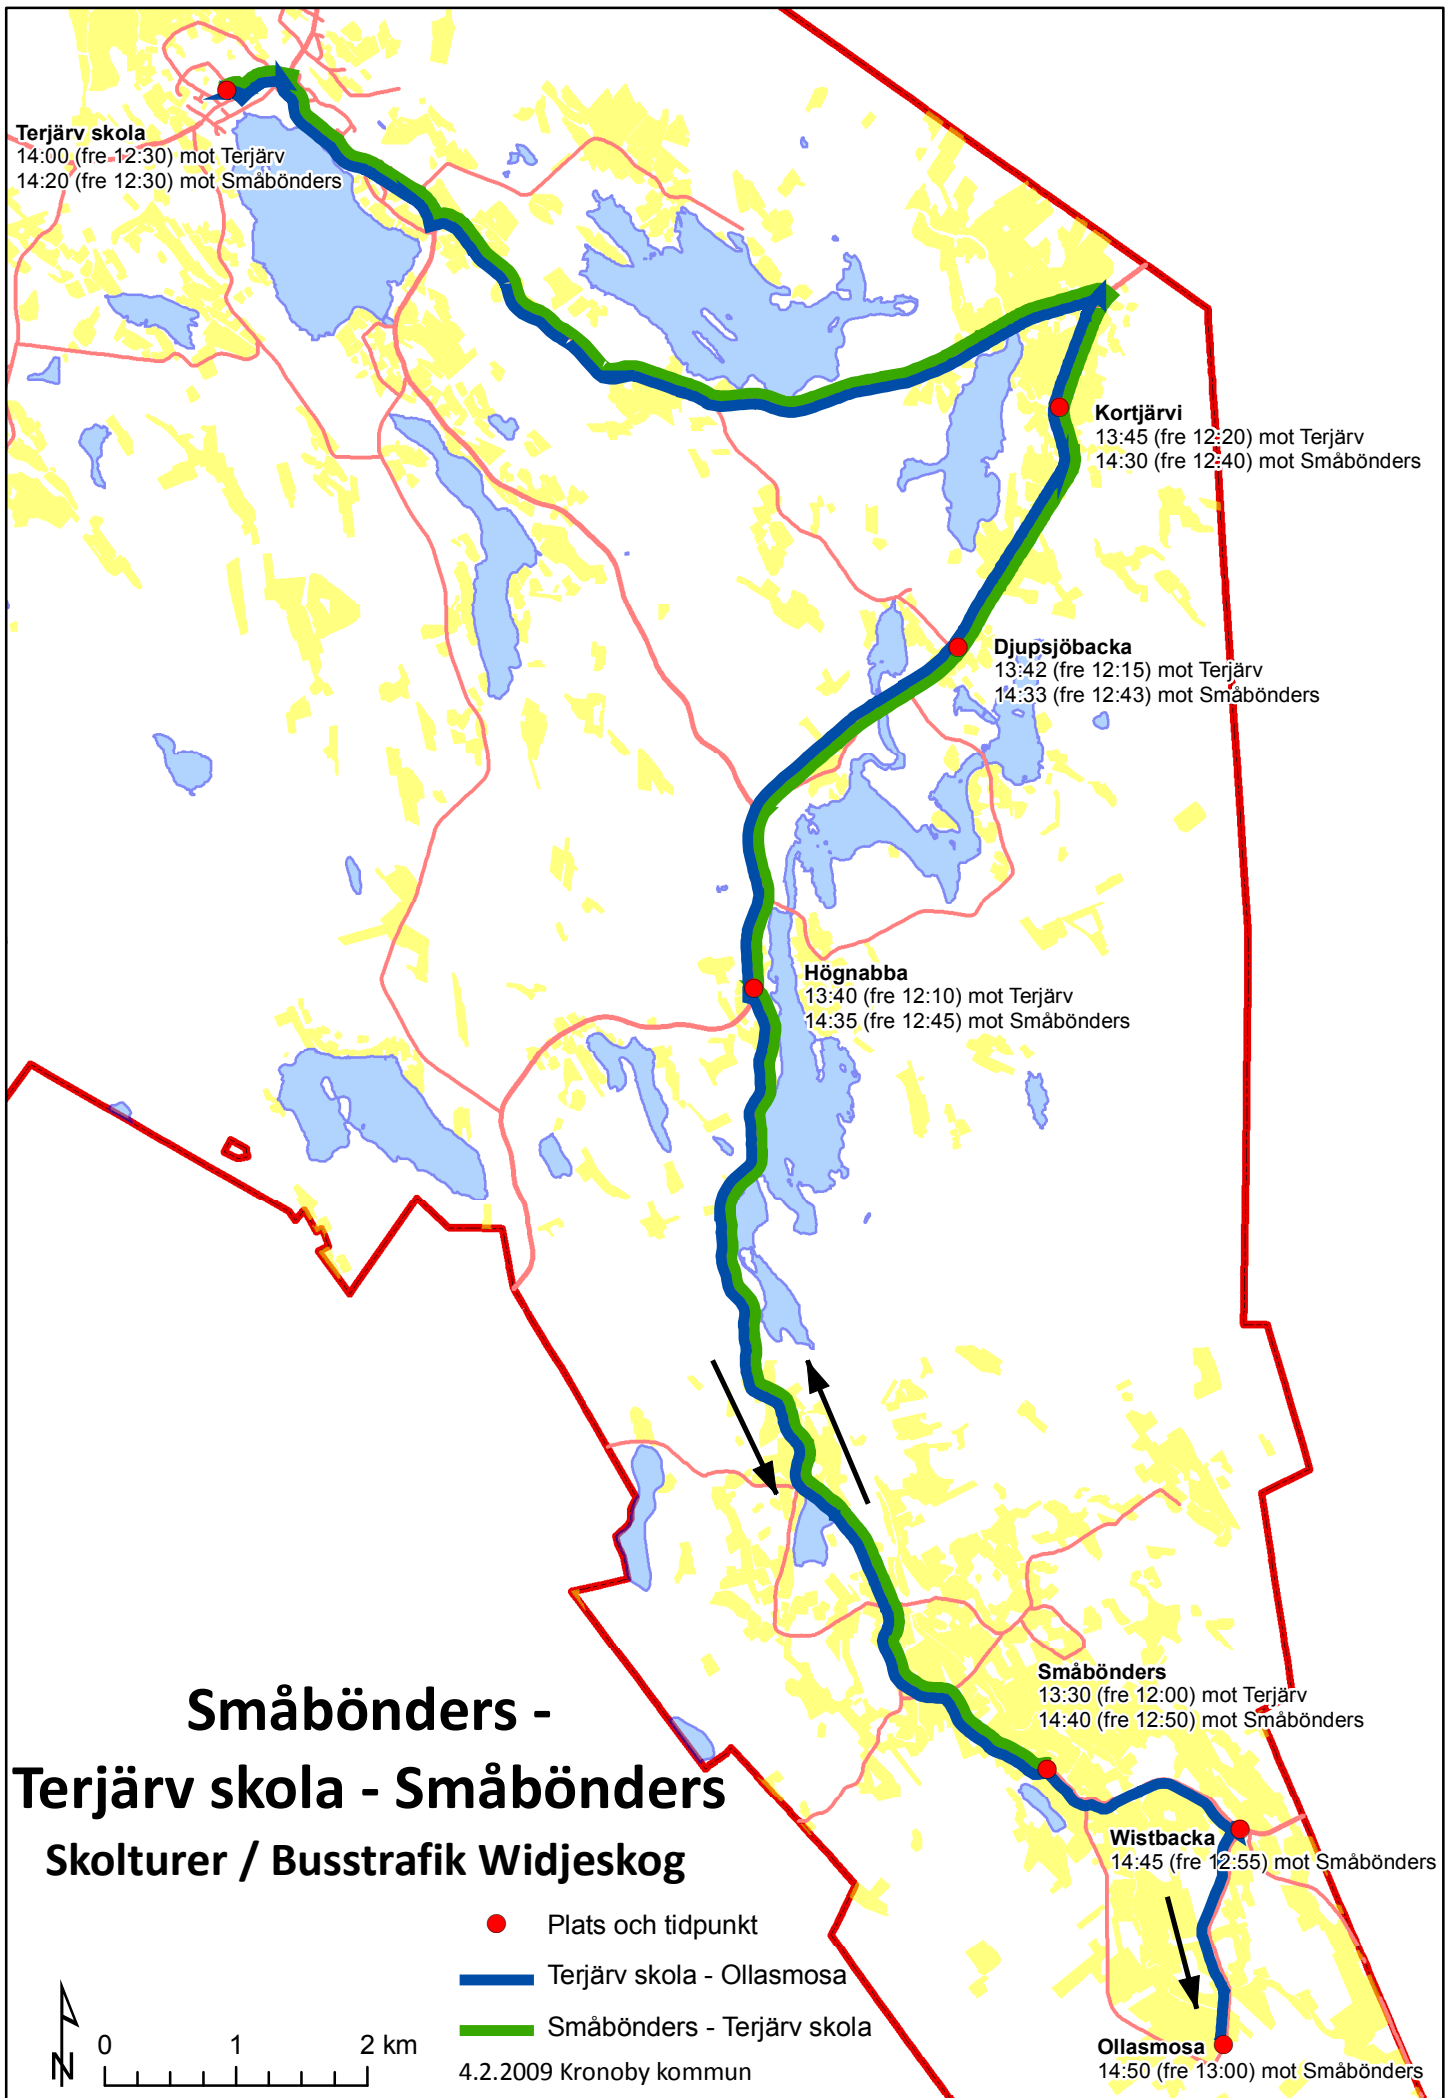 Terjärv skola
14:00 (fre 12:30) mot Terjärv
14:20 (fre 12:30) mot Småbönders
Kortjärvi
13:45 (fre 12:20) mot Terjärv
14:30 (fre 12:40) mot Småbönders
Djupsjöbacka
13:42 (fre 12:15) mot Terjärv
14:33 (fre 12:43) mot Småbönders
Högnabba
13:40 (fre 12:10) mot Terjärv
14:35 (fre 12:45) mot Småbönders
Småbönders
13:30 (fre 12:00) mot Terjärv
14:40 (fre 12:50) mot Småbönders
Wistbacka
14:45 (fre 12:55) mot Småbönders
Ollasmosa
14:50 (fre 13:00) mot Småbönders
Småbönders -
Terjärv skola - Småbönders
Skolturer / Busstrafik Widjeskog
Plats och tidpunkt
Terjärv skola - Ollasmosa
Småbönders - Terjärv skola
4.2.2009 Kronoby kommun
N
0 1 2 km